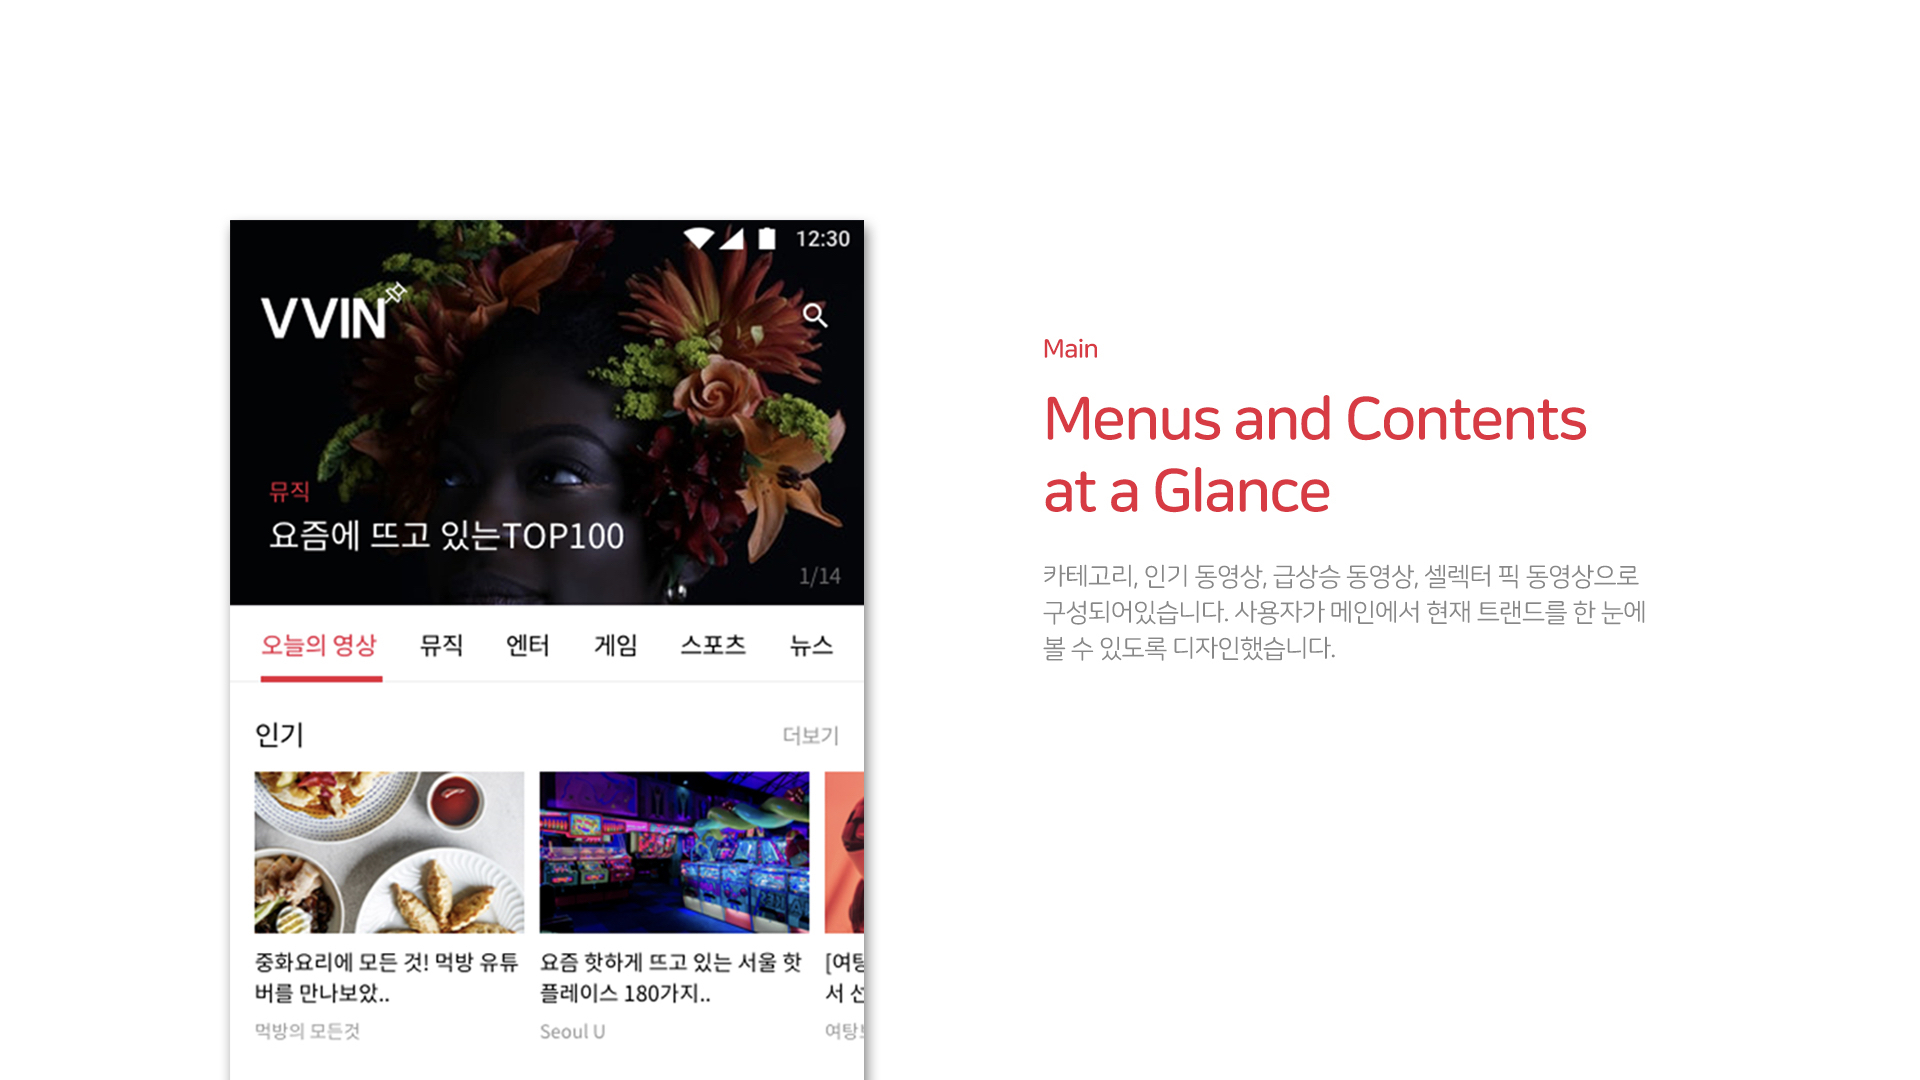 12:30
VVIN
뮤직
요즘에 뜨고 있는TOP100
1/14
오늘의 영상 뮤직 엔터 게임 스포츠 뉴스
인기 더보기
중화요리에 모든 것! 먹방 유튜
버를 만나보았..
먹방의 모든것
요즘 핫하게 뜨고 있는 서울 핫
플레이스 180가지..
Seoul U
[여탕
서 선
여탕
Main
Menus and Contents
at a Glance
카테고리, 인기 동영상, 급상승 동영상, 셀렉터 픽 동영상으로
구성되어있습니다. 사용자가 메인에서 현재 트랜드를 한 눈에
볼 수 있도록 디자인했습니다.